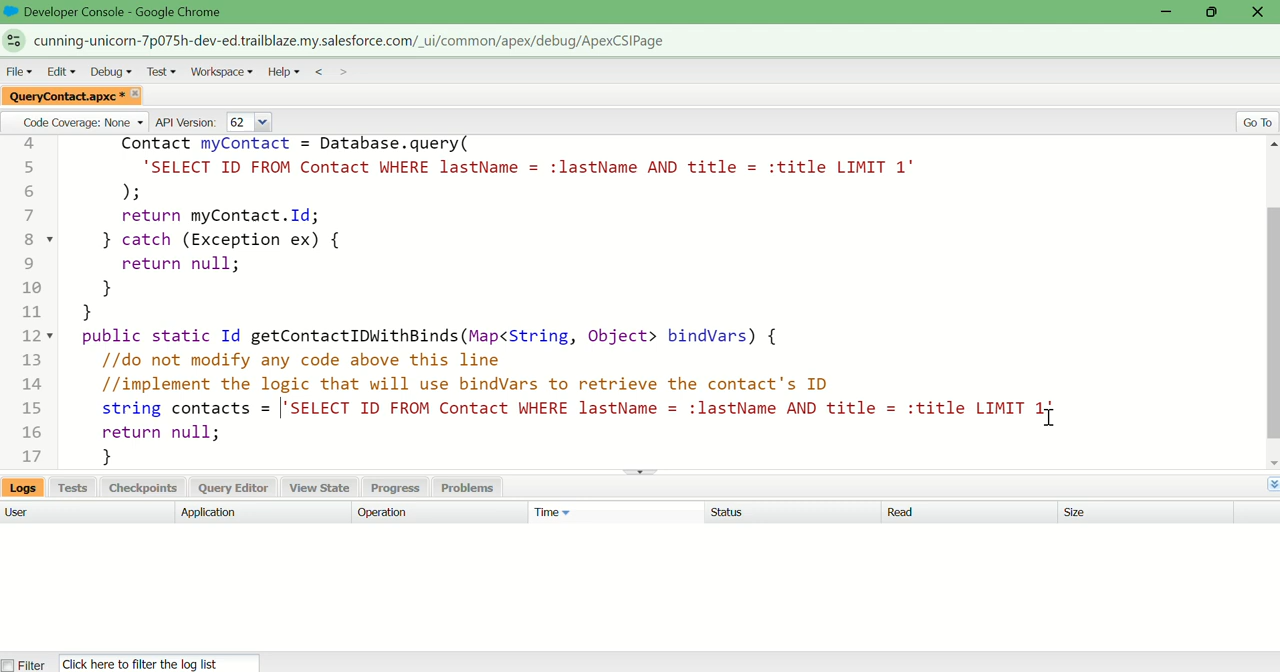 Developer Console - Google Chrome
cunning-unicorn-7p075h-dev-ed.trailblaze.my.salesforce.com/_ui/common/apex/debug/ApexCSIPage
File Edit Debug Test Workspace Help < >
QueryContact.apxc *
Code Coverage: None API Version: 62 Go To
4 Contact myContact = Database.query(
5 'SELECT ID FROM Contact WHERE lastName = :lastName AND title = :title LIMIT 1'
6 );
7 return myContact.Id;
8 } catch (Exception ex) {
9 return null;
10 }
11 }
12 public static Id getContactIDWithBinds(Map<String, Object> bindVars) {
13 //do not modify any code above this line
14 //implement the logic that will use bindVars to retrieve the contact's ID
15 string contacts = 'SELECT ID FROM Contact WHERE lastName = :lastName AND title = :title LIMIT 1'
16 return null;
17 }
Logs Tests Checkpoints Query Editor View State Progress Problems
User Application Operation Time Status Read Size
Filter Click here to filter the log list